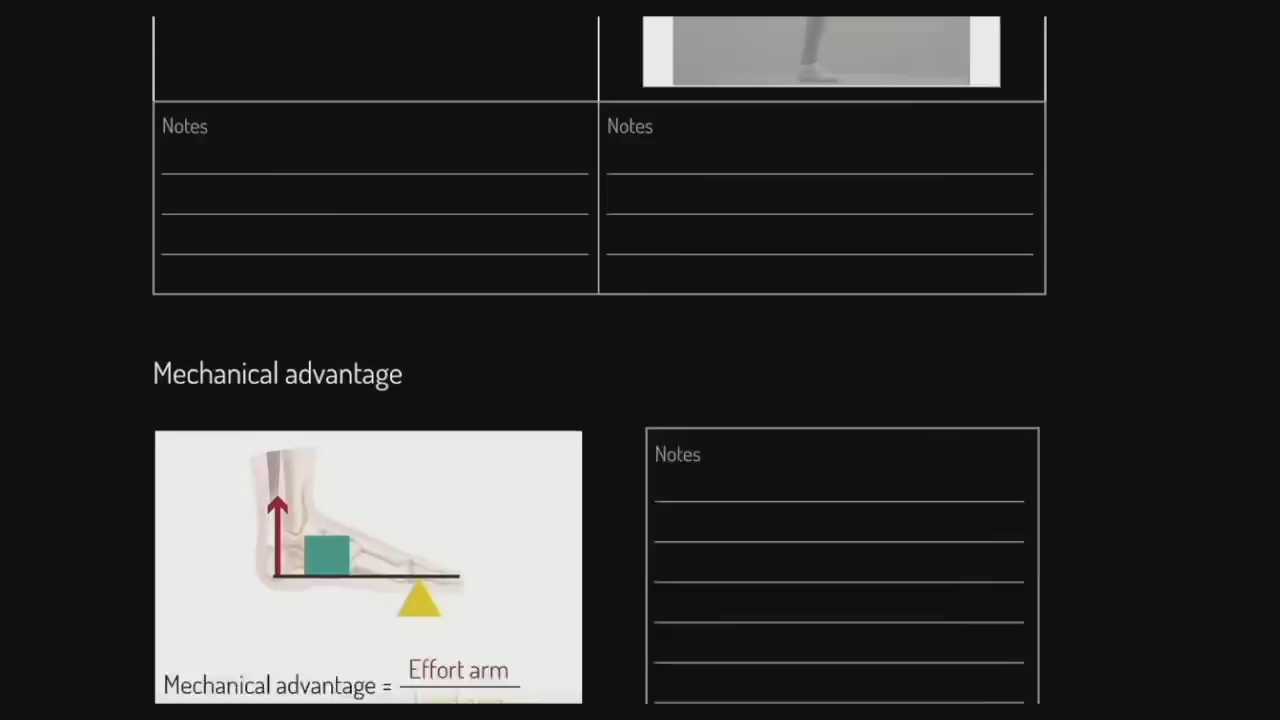 Notes
Notes
Mechanical advantage
Notes
Effort arm
Mechanical advantage =